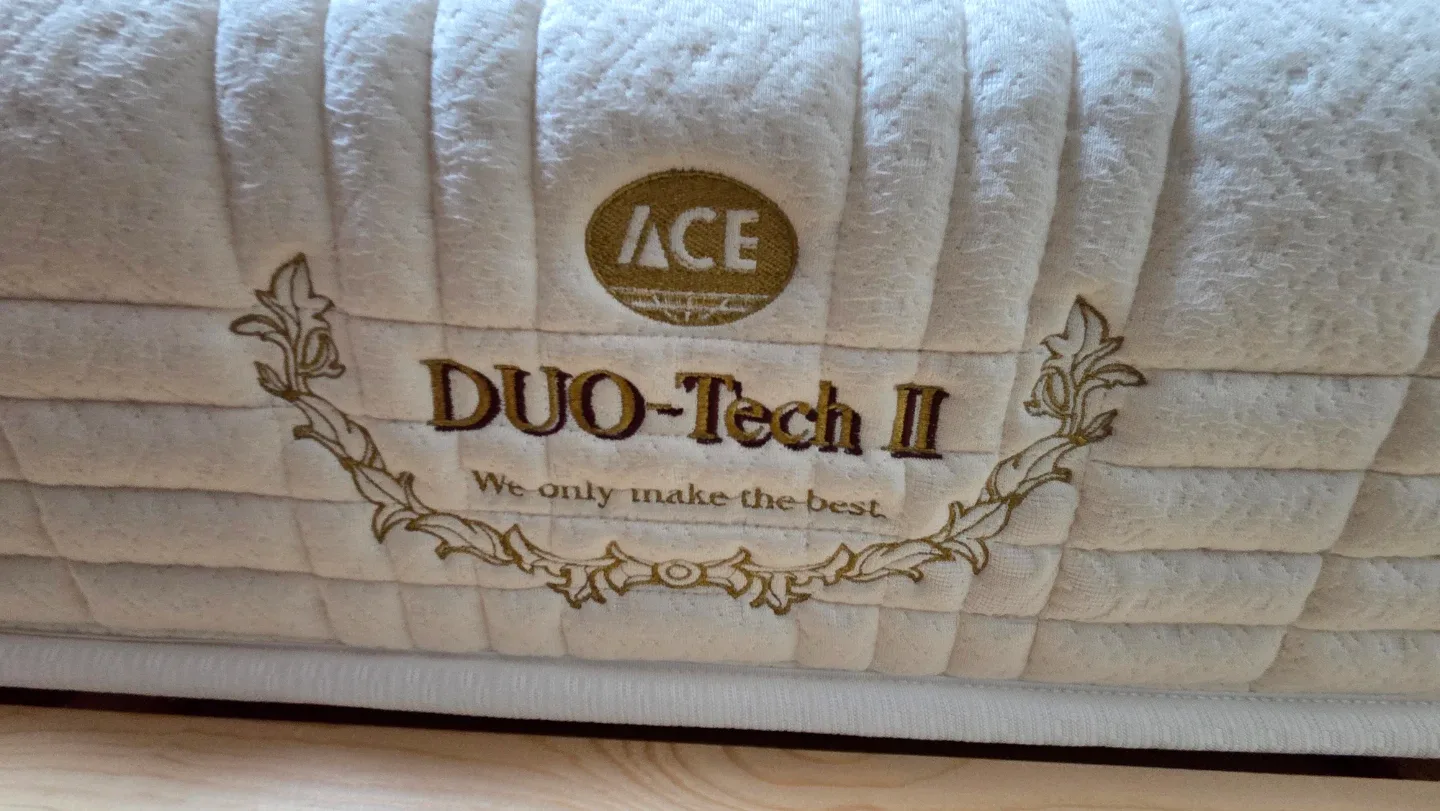 ACE
DUO-Tech II
We only make the best.